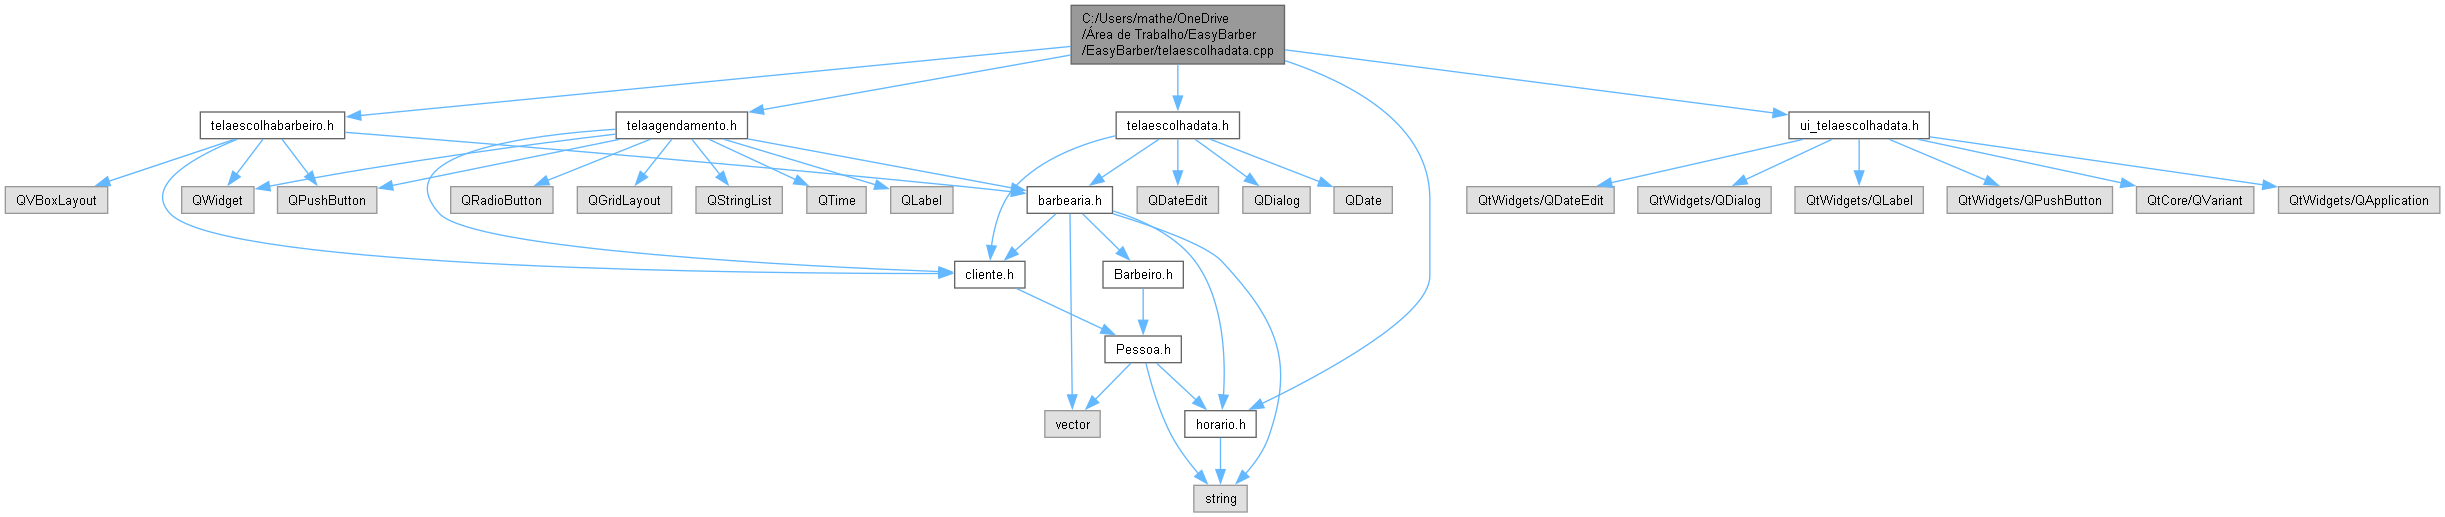 C:/Users/mathe/OneDrive
/Área de Trabalho/EasyBarber
/EasyBarber/telaescolhadata.cpp
telaescolhabarbeiro.h
telaagendamento.h
telaescolhadata.h
ui_telaescolhadata.h
QVBoxLayout
QWidget
QPushButton
QRadioButton
QGridLayout
QStringList
QTime
QLabel
barbearia.h
QDateEdit
QDialog
QDate
QtWidgets/QDateEdit
QtWidgets/QDialog
QtWidgets/QLabel
QtWidgets/QPushButton
QtCore/QVariant
QtWidgets/QApplication
cliente.h
Barbeiro.h
Pessoa.h
vector
horario.h
string